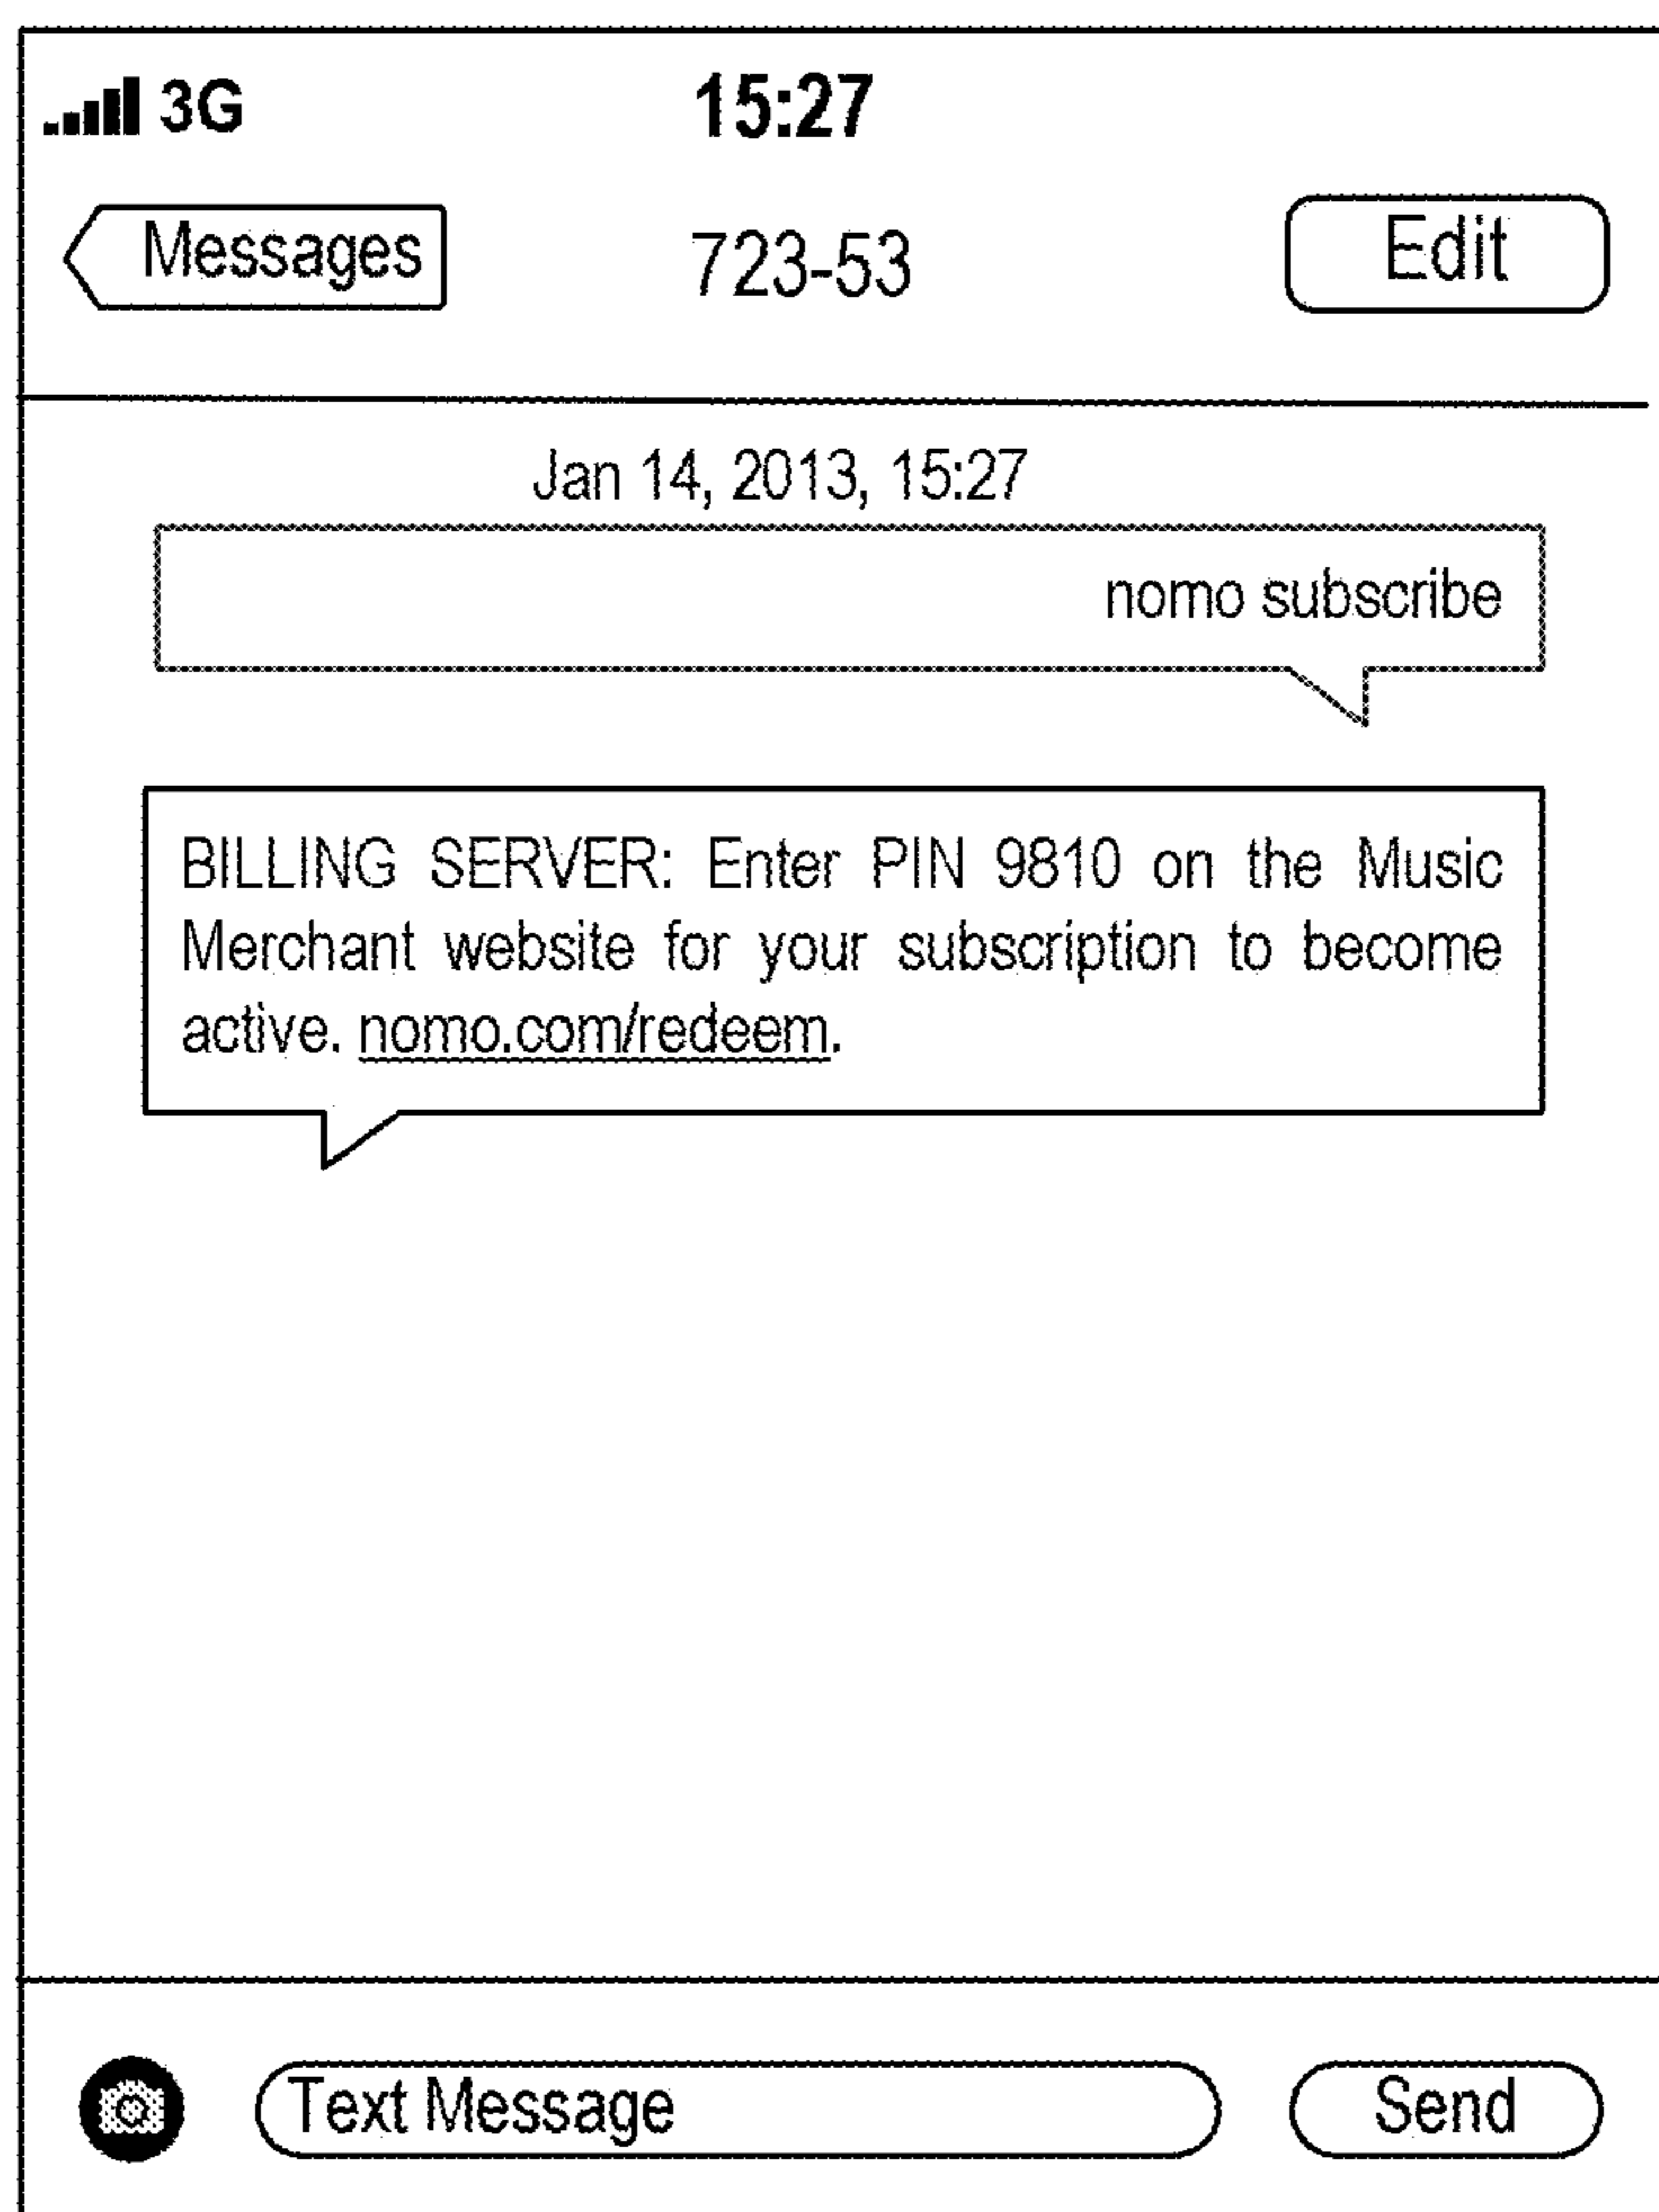 3G 15:27
Messages 723-53 Edit
Jan 14, 2013, 15:27
nomo subscribe
BILLING SERVER: Enter PIN 9810 on the Music
Merchant website for your subscription to become
active. nomo.com/redeem.
Text Message Send